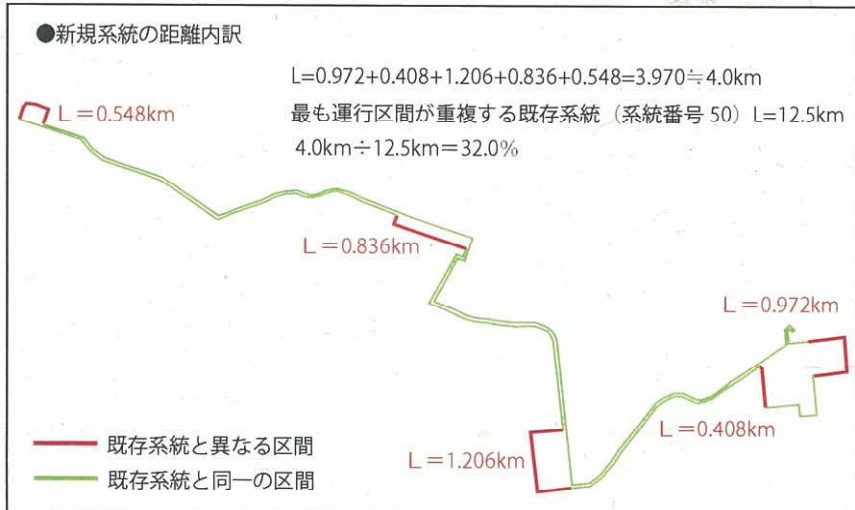 ●新規系統の距離内訳
L=0.972+0.408+1.206+0.836+0.548=3.970≒4.0km
L=0.548km
最も運行区間が重複する既存系統（系統番号 50）L=12.5km
4.0km÷12.5km=32.0%
L=0.836km
L=0.972km
L=0.408km
既存系統と異なる区間
L=1.206km
既存系統と同一の区間